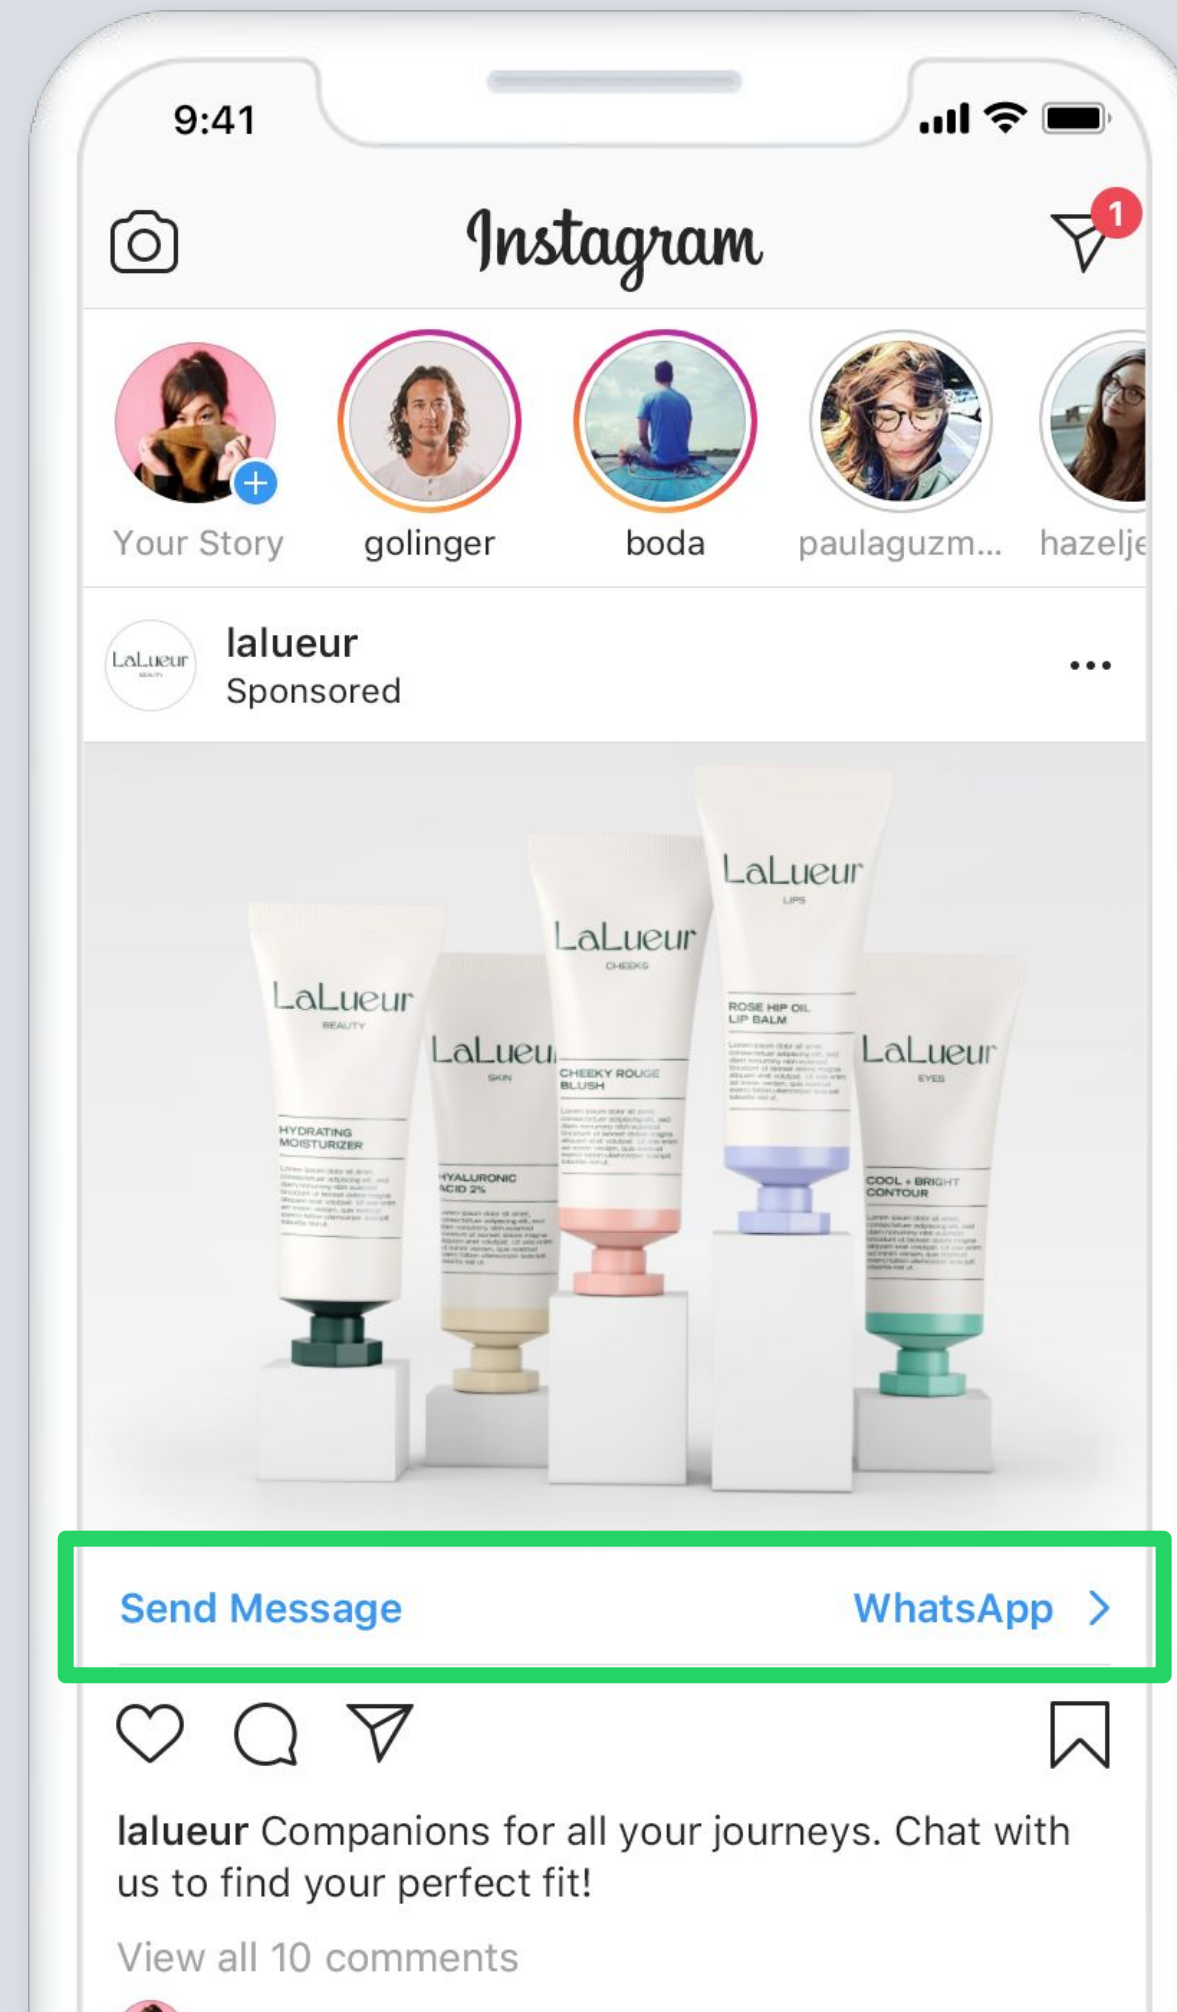 9:41
Instagram
1
Your Story
golinger
boda
paulaguzm...
hazelje
LaLueur
BEAUTY
lalueur
Sponsored
LaLueur
LIPS
ROSE HIP OIL
LIP BALM
LaLueur
CHEEKS
CHEEKY ROUGE
BLUSH
LaLueur
BEAUTY
HYDRATING
MOISTURIZER
LaLueu
SKIN
HYALURONIC
ACID 2%
LaLueur
EYES
COOL + BRIGHT
CONTOUR
Send Message
WhatsApp
lalueur Companions for all your journeys. Chat with
us to find your perfect fit!
View all 10 comments